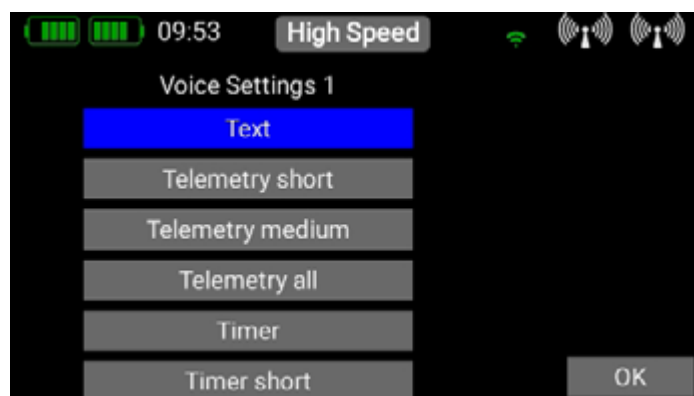 09:53 High Speed
Voice Settings 1
Text
Telemetry short
Telemetry medium
Telemetry all
Timer
Timer short
OK